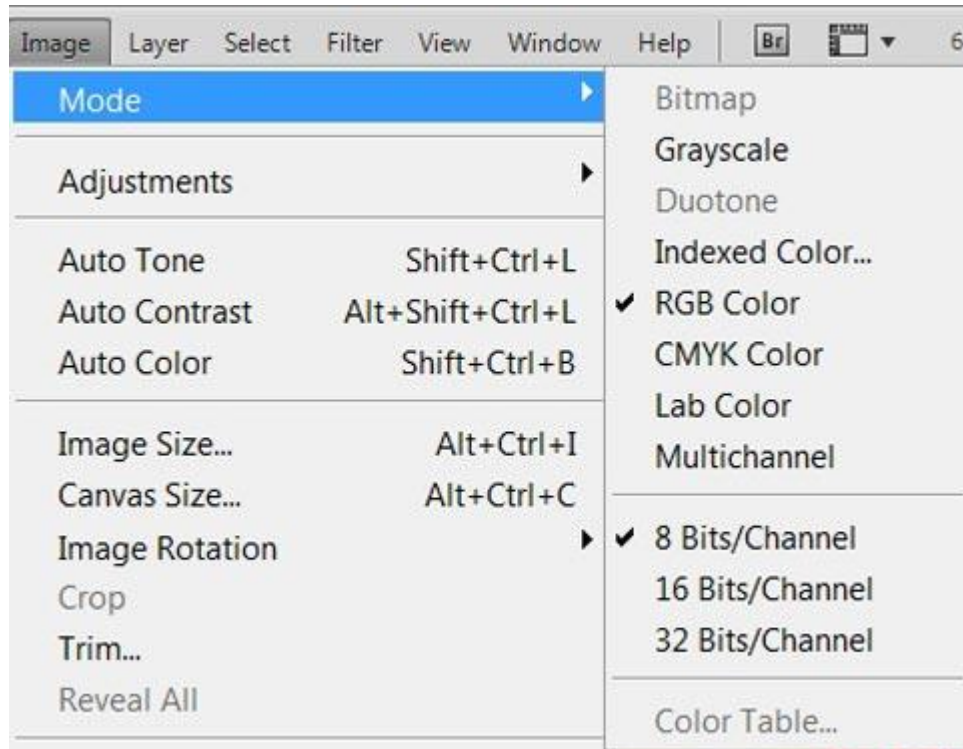 Image Layer Select Filter View Window Help Br 6
Mode
Adjustments
Auto Tone Shift+Ctrl+L
Auto Contrast Alt+Shift+Ctrl+L
Auto Color Shift+Ctrl+B
Image Size... Alt+Ctrl+I
Canvas Size... Alt+Ctrl+C
Image Rotation
Crop
Trim...
Reveal All
Bitmap
Grayscale
Duotone
Indexed Color...
RGB Color
CMYK Color
Lab Color
Multichannel
8 Bits/Channel
16 Bits/Channel
32 Bits/Channel
Color Table...